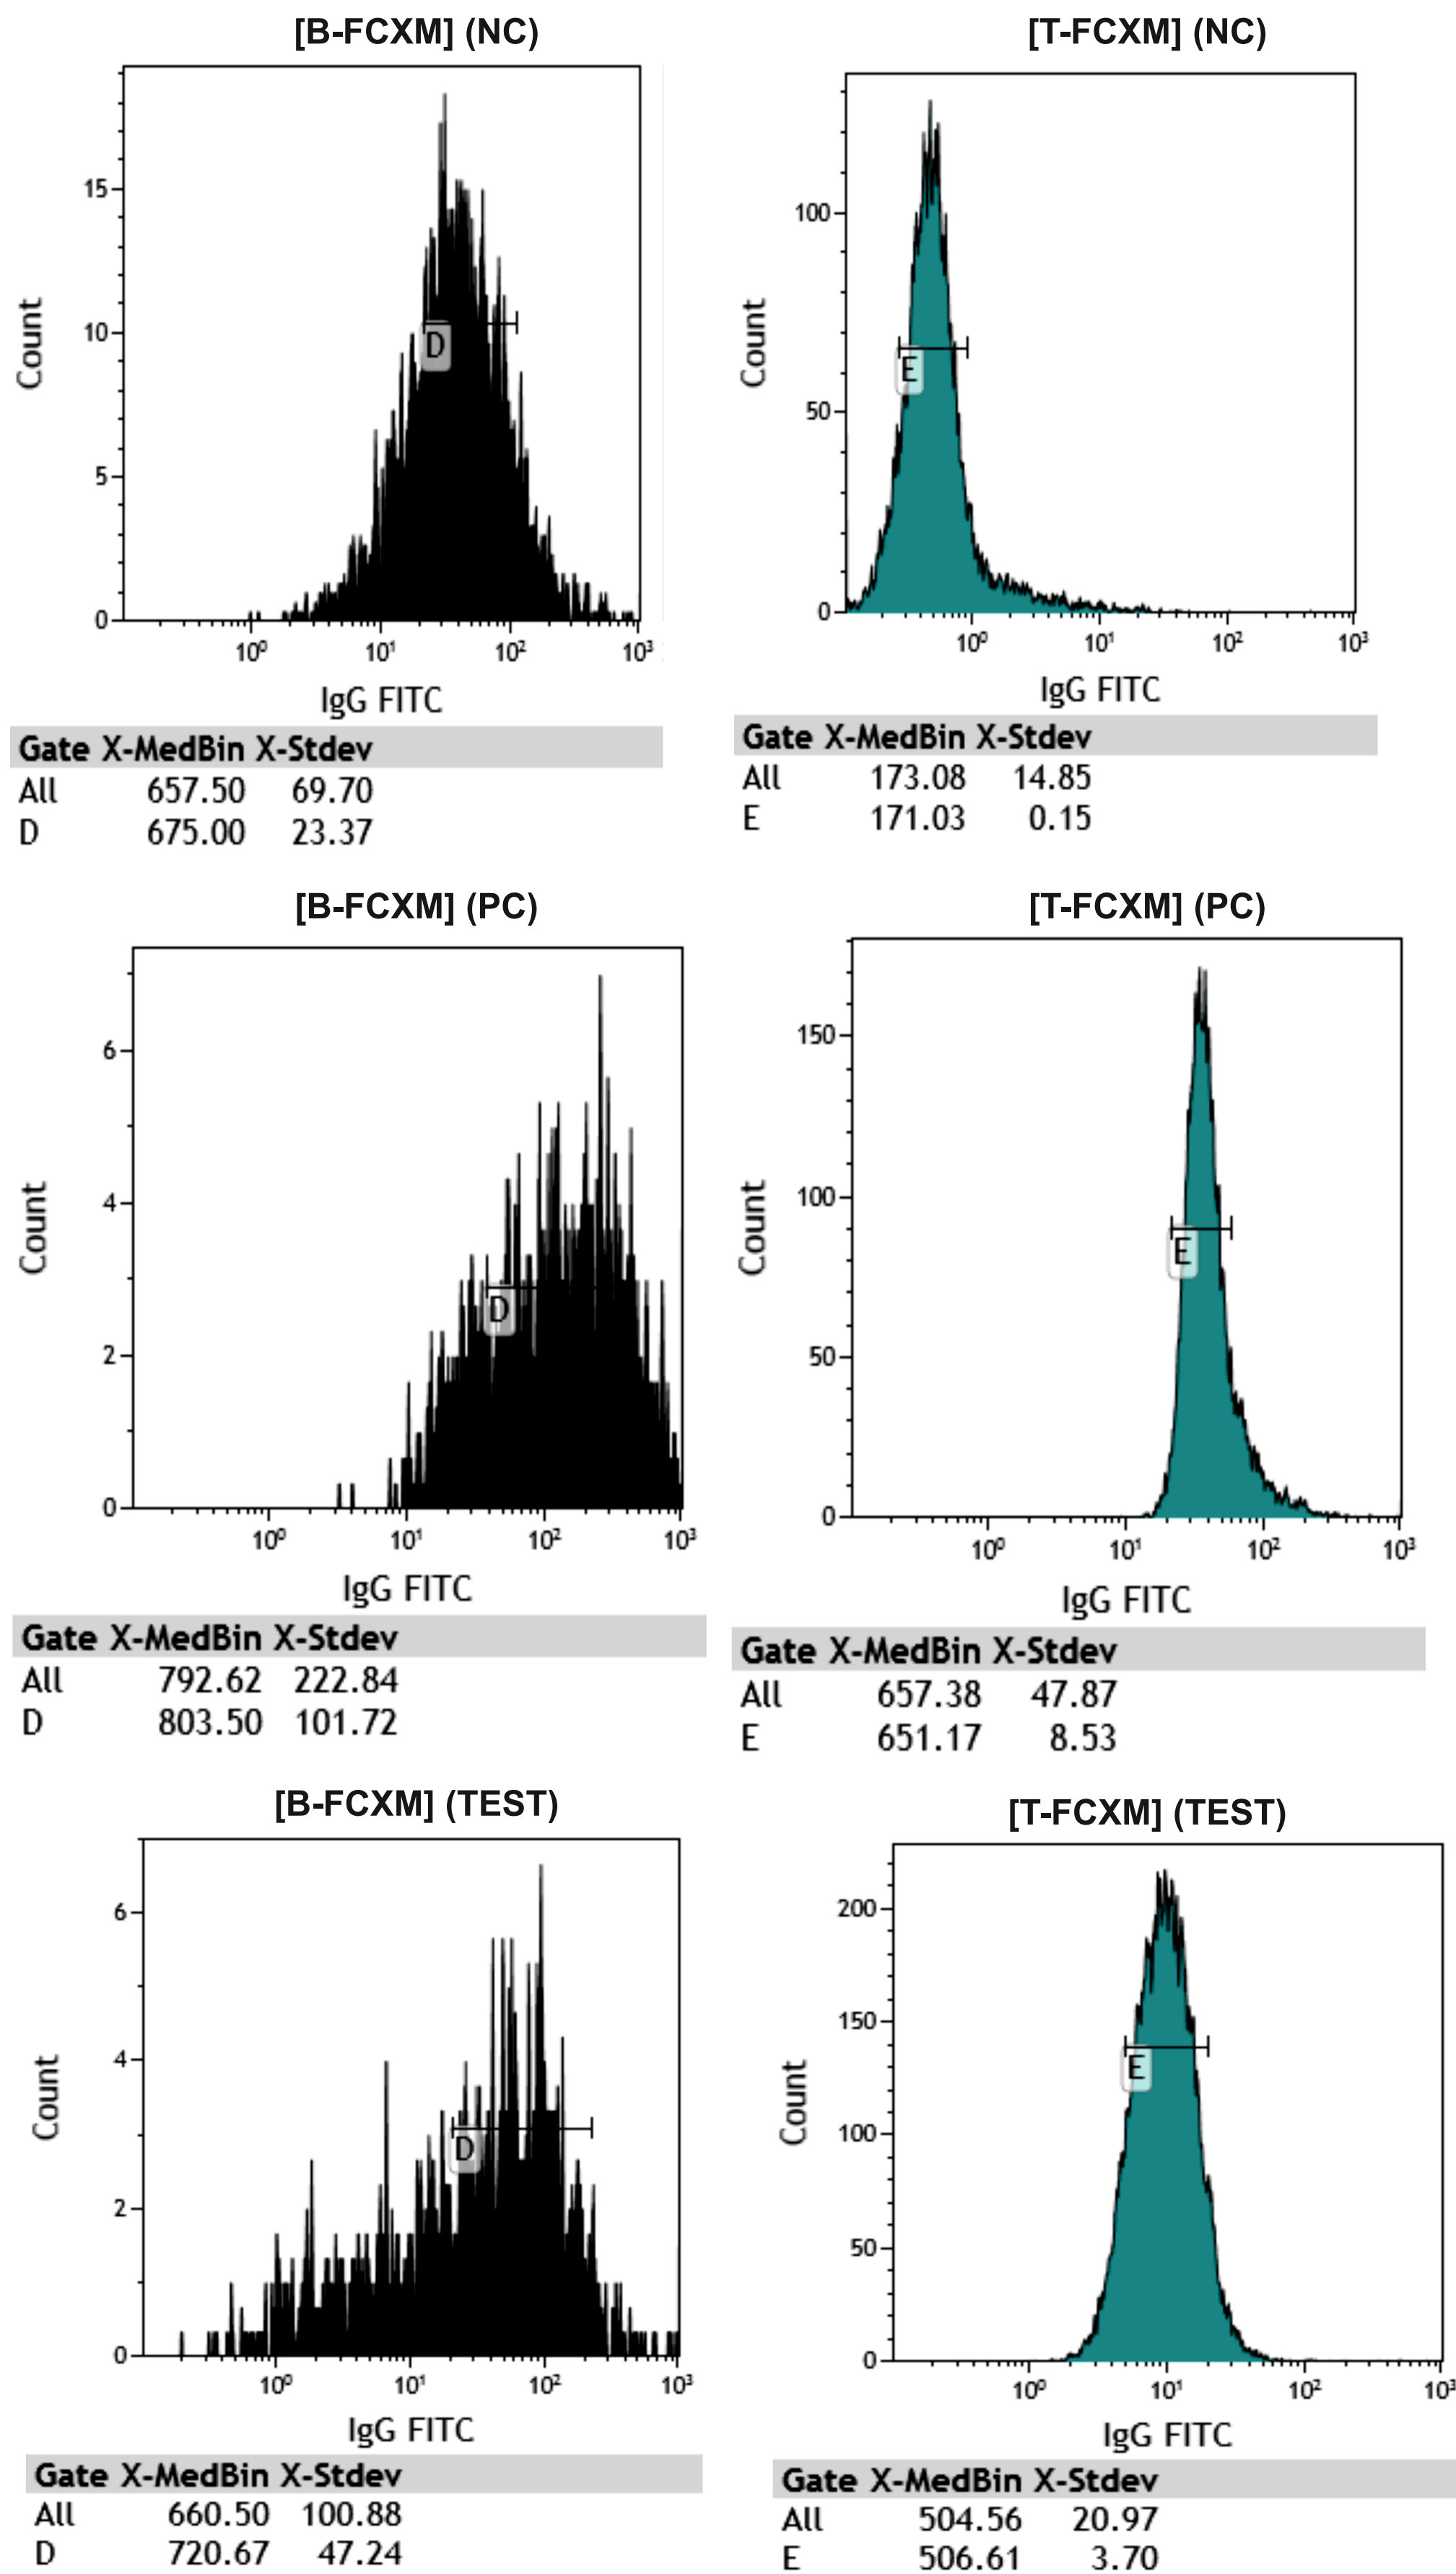 [B-FCXM] (NC)
15
10
5
0
Count
D
10⁰ 10¹ 10² 10³
IgG FITC
Gate X-MedBin X-Stdev
All 657.50 69.70
D 675.00 23.37
[T-FCXM] (NC)
100
50
0
Count
E
10⁰ 10¹ 10² 10³
IgG FITC
Gate X-MedBin X-Stdev
All 173.08 14.85
E 171.03 0.15
[B-FCXM] (PC)
6
4
2
0
Count
D
10⁰ 10¹ 10² 10³
IgG FITC
Gate X-MedBin X-Stdev
All 792.62 222.84
D 803.50 101.72
[T-FCXM] (PC)
150
100
50
0
Count
E
10⁰ 10¹ 10² 10³
IgG FITC
Gate X-MedBin X-Stdev
All 657.38 47.87
E 651.17 8.53
[B-FCXM] (TEST)
6
4
2
0
Count
D
10⁰ 10¹ 10² 10³
IgG FITC
Gate X-MedBin X-Stdev
All 660.50 100.88
D 720.67 47.24
[T-FCXM] (TEST)
200
150
100
50
0
Count
E
10⁰ 10¹ 10² 10³
IgG FITC
Gate X-MedBin X-Stdev
All 504.56 20.97
E 506.61 3.70